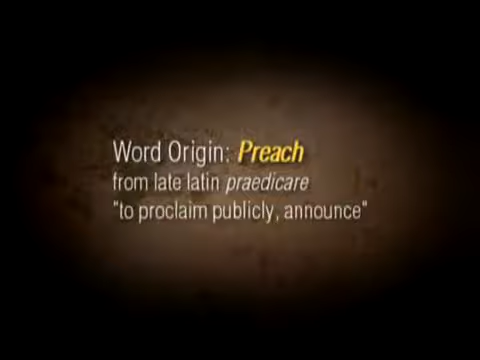 Word Origin: Preach
from late latin praedicare
"to proclaim publicly, announce"